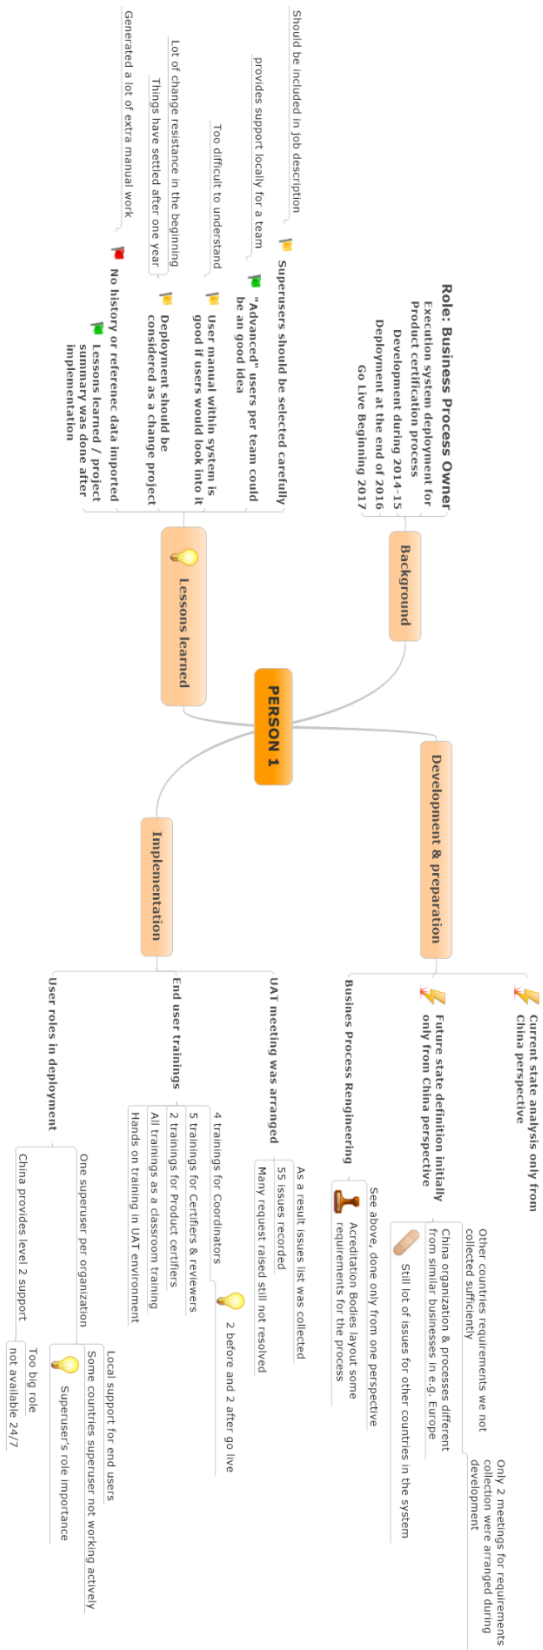 PERSON 1
Background
Role: Business Process Owner
Execution system deployment for
Product certification process
Development during 2014-15
Deployment at the end of 2016
Go Live Beginning 2017
Lessons learned
Superusers should be selected carefully
Should be included in job description
"Advanced" users per team could
be an good idea
provides support locally for a team
User manual within system is
good if users would look into it
Too difficult to understand
Deployment should be
considered as a change project
Lot of change resistance in the beginning
Things have settled after one year
No history or referenec data imported
Generated a lot of extra manual work
Lessons learned / project
summary was done after
implementation
Development & preparation
Current state analysis only from
China perspective
Future state definition initially
only from China perspective
Other countries requirements we not
collected sufficiently
Only 2 meetings for requirements
collection were arranged during
development
China organization & processes different
from similar businesses in e.g. Europe
Still lot of issues for other countries in the system
Busines Process Rengineering
See above, done only from one perspective
Acreditation Bodies layout some
requirements for the process
Implementation
UAT meeting was arranged
As a result issues list was collected
55 issues recorded
Many request raised still not resolved
End user trainings
4 trainings for Coordinators
2 before and 2 after go live
5 trainings for Certifiers & reviewers
2 trainings for Product certifiers
All trainings as a classroom training
Hands on training in UAT environment
User roles in deployment
One superuser per organization
Local support for end users
Some countries superuser not working actively
Superuser's role importance
China provides level 2 support
Too big role
not available 24/7